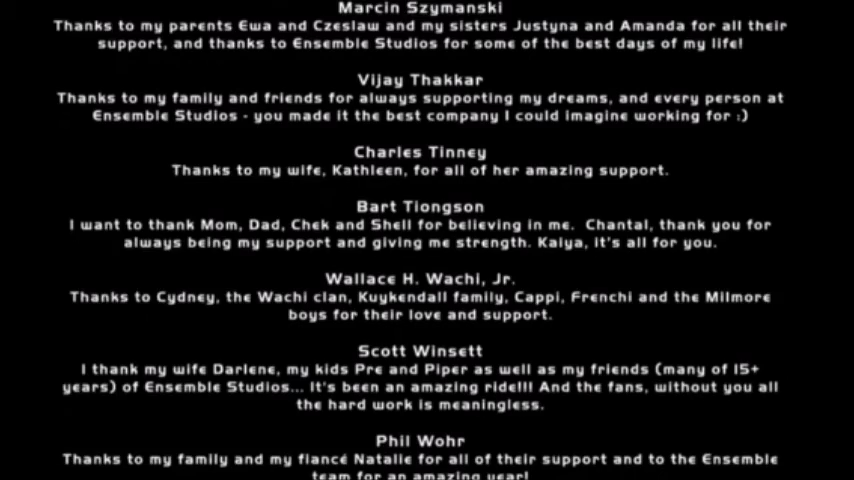 Marcin Szymanski
Thanks to my parents Ewa and Czeslaw and my sisters Justyna and Amanda for all their
support, and thanks to Ensemble Studios for some of the best days of my life!
Vijay Thakkar
Thanks to my family and friends for always supporting my dreams, and every person at
Ensemble Studios - you made it the best company I could imagine working for :)
Charles Tinney
Thanks to my wife, Kathleen, for all of her amazing support.
Bart Tiongson
I want to thank Mom, Dad, Chek and Shell for believing in me.  Chantal, thank you for
always being my support and giving me strength. Kaiya, it's all for you.
Wallace H. Wachi, Jr.
Thanks to Cydney, the Wachi clan, Kuykendall family, Cappi, Frenchi and the Milmore
boys for their love and support.
Scott Winsett
I thank my wife Darlene, my kids Pre and Piper as well as my friends (many of 15+
years) of Ensemble Studios... It's been an amazing ride!!! And the fans, without you all
the hard work is meaningless.
Phil Wohr
Thanks to my family and my fiancé Natalie for all of their support and to the Ensemble
team for an amazing year!